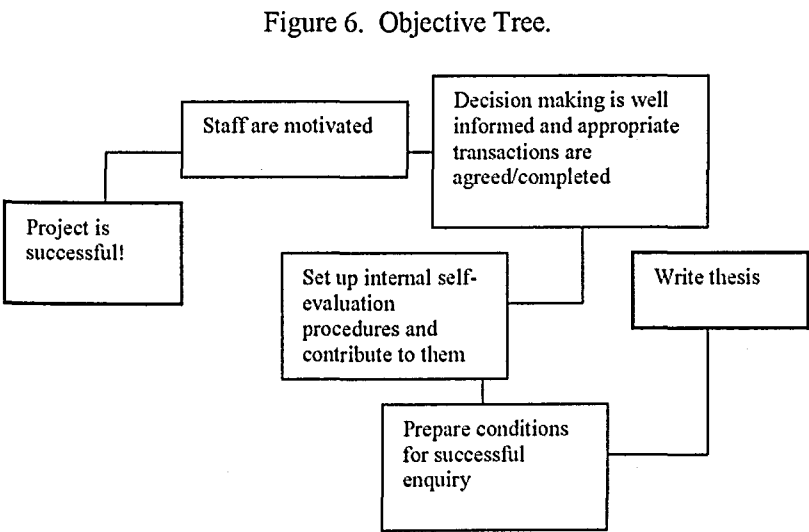 Figure 6. Objective Tree.
Staff are motivated
Decision making is well
informed and appropriate
transactions are
agreed/completed
Project is
successful!
Set up internal self-
evaluation
procedures and
contribute to them
Write thesis
Prepare conditions
for successful
enquiry